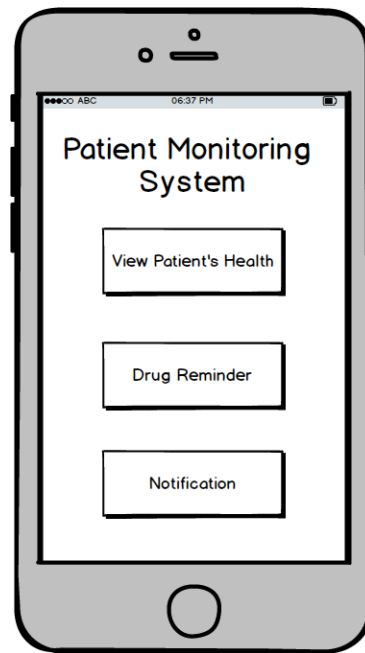 ABC 06:37 PM
Patient Monitoring
System
View Patient's Health
Drug Reminder
Notification